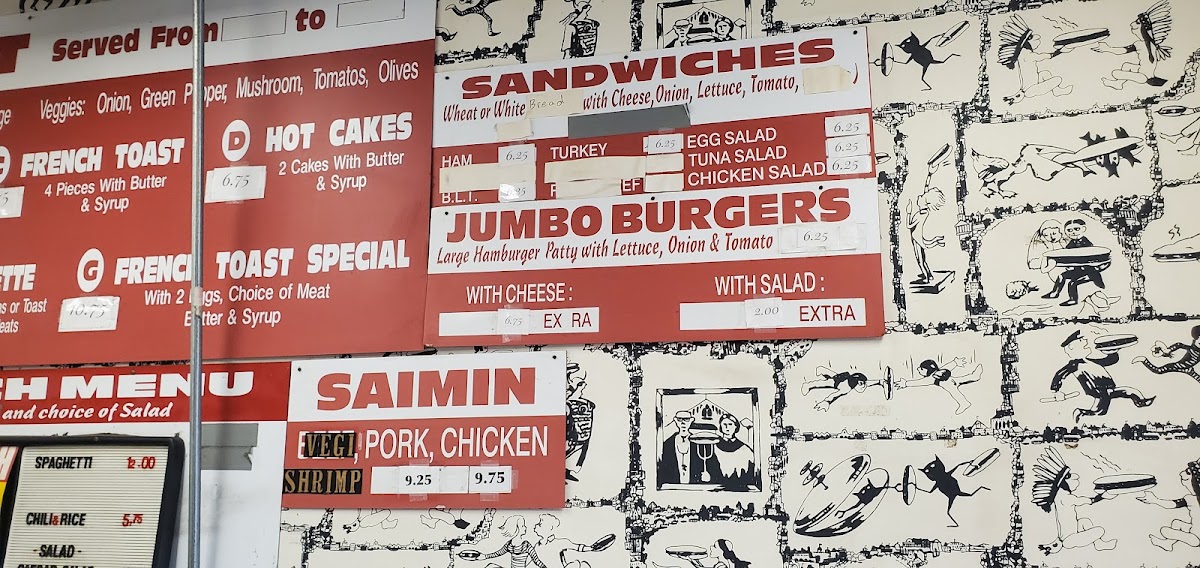 Served From to
Veggies: Onion, Green Pepper, Mushroom, Tomatos, Olives
FRENCH TOAST
4 Pieces With Butter
& Syrup
D HOT CAKES
6.75
2 Cakes With Butter
& Syrup
G FRENCH TOAST SPECIAL
With 2 Eggs, Choice of Meat
Butter & Syrup
10.75
or Toast
SANDWICHES
Wheat or White Bread with Cheese, Onion, Lettuce, Tomato,
HAM 6.25 TURKEY 6.25 EGG SALAD 6.25
TUNA SALAD 6.25
B.L.T. CHICKEN SALAD 6.25
JUMBO BURGERS
Large Hamburger Patty with Lettuce, Onion & Tomato 6.25
WITH CHEESE :
6.75 EX RA
WITH SALAD :
2.00 EXTRA
MENU
and choice of Salad
SPAGHETTI 12.00
CHILI & RICE 5.75
- SALAD -
SAIMIN
VEGI, PORK, CHICKEN
SHRIMP 9.25 9.75